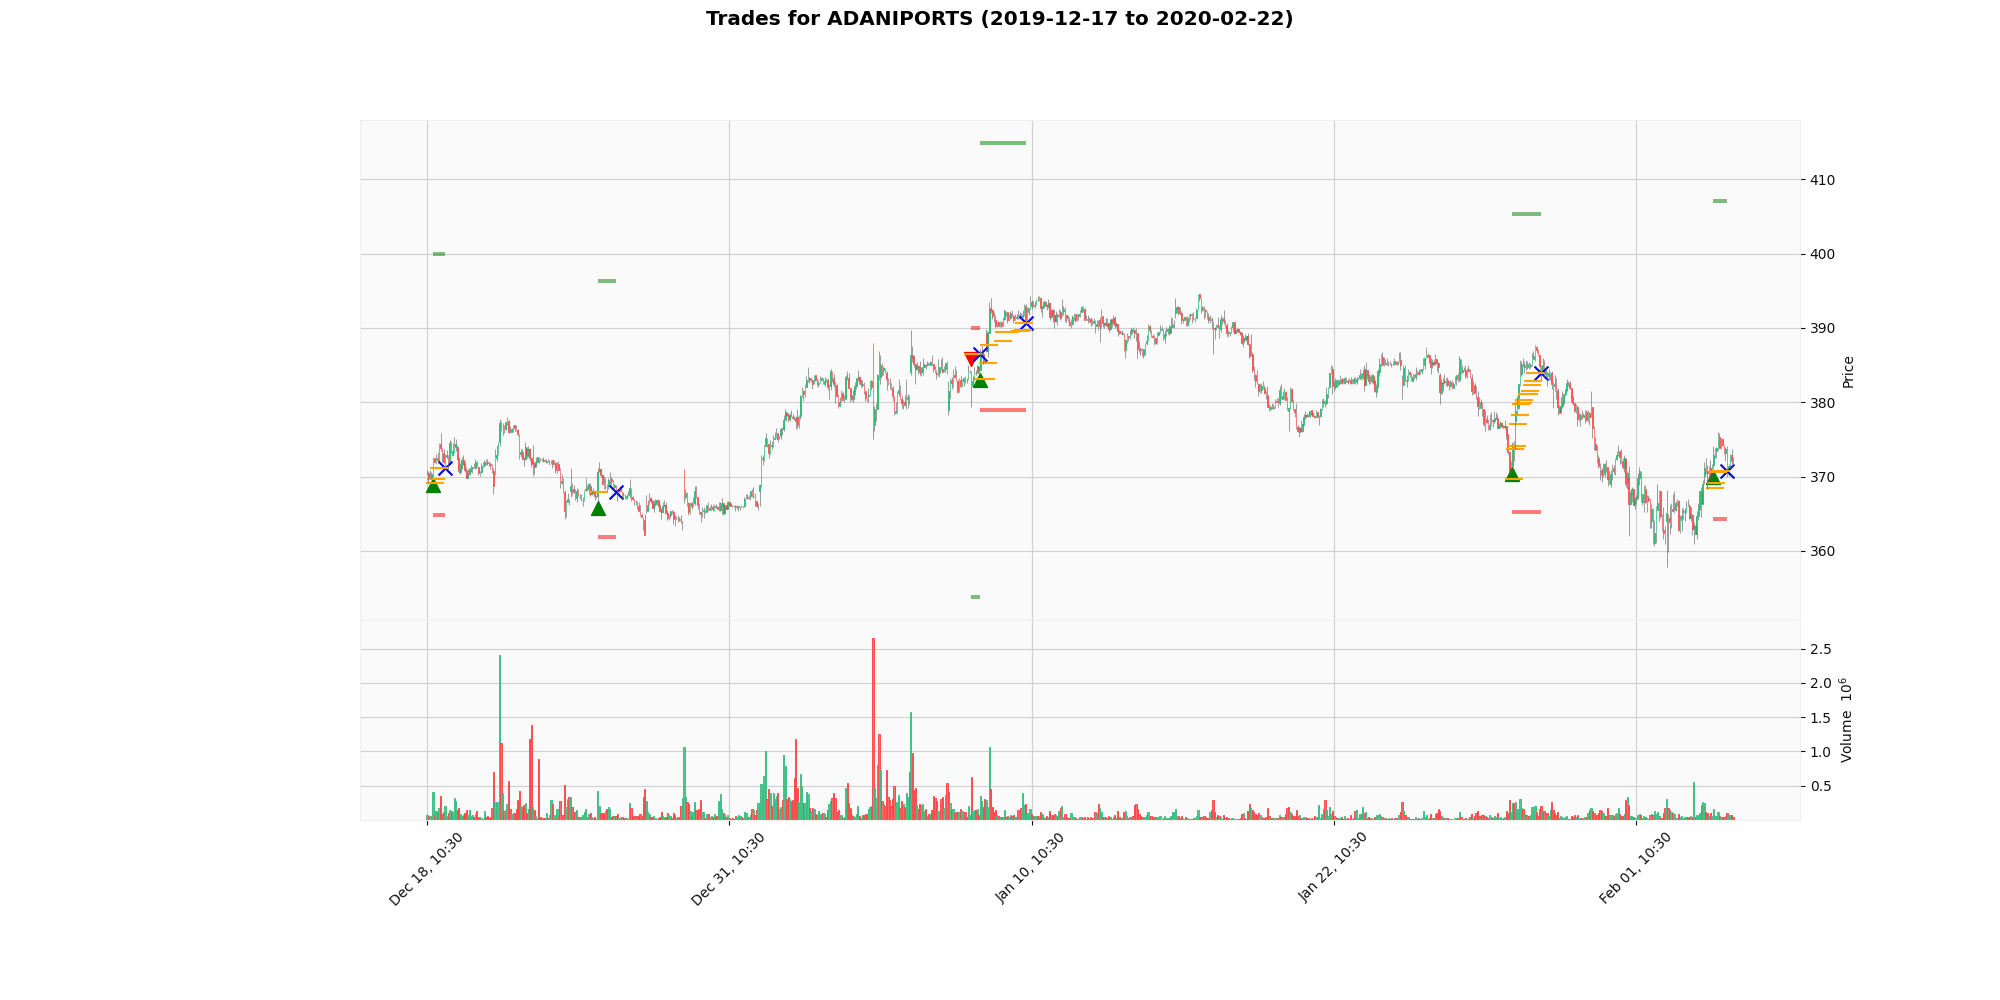 Trades for ADANIPORTS (2019-12-17 to 2020-02-22)
410
400
390
380
370
360
Price
2.5
2.0
1.5
1.0
0.5
Volume 10⁶
Dec 18, 10:30
Dec 31, 10:30
Jan 10, 10:30
Jan 22, 10:30
Feb 01, 10:30